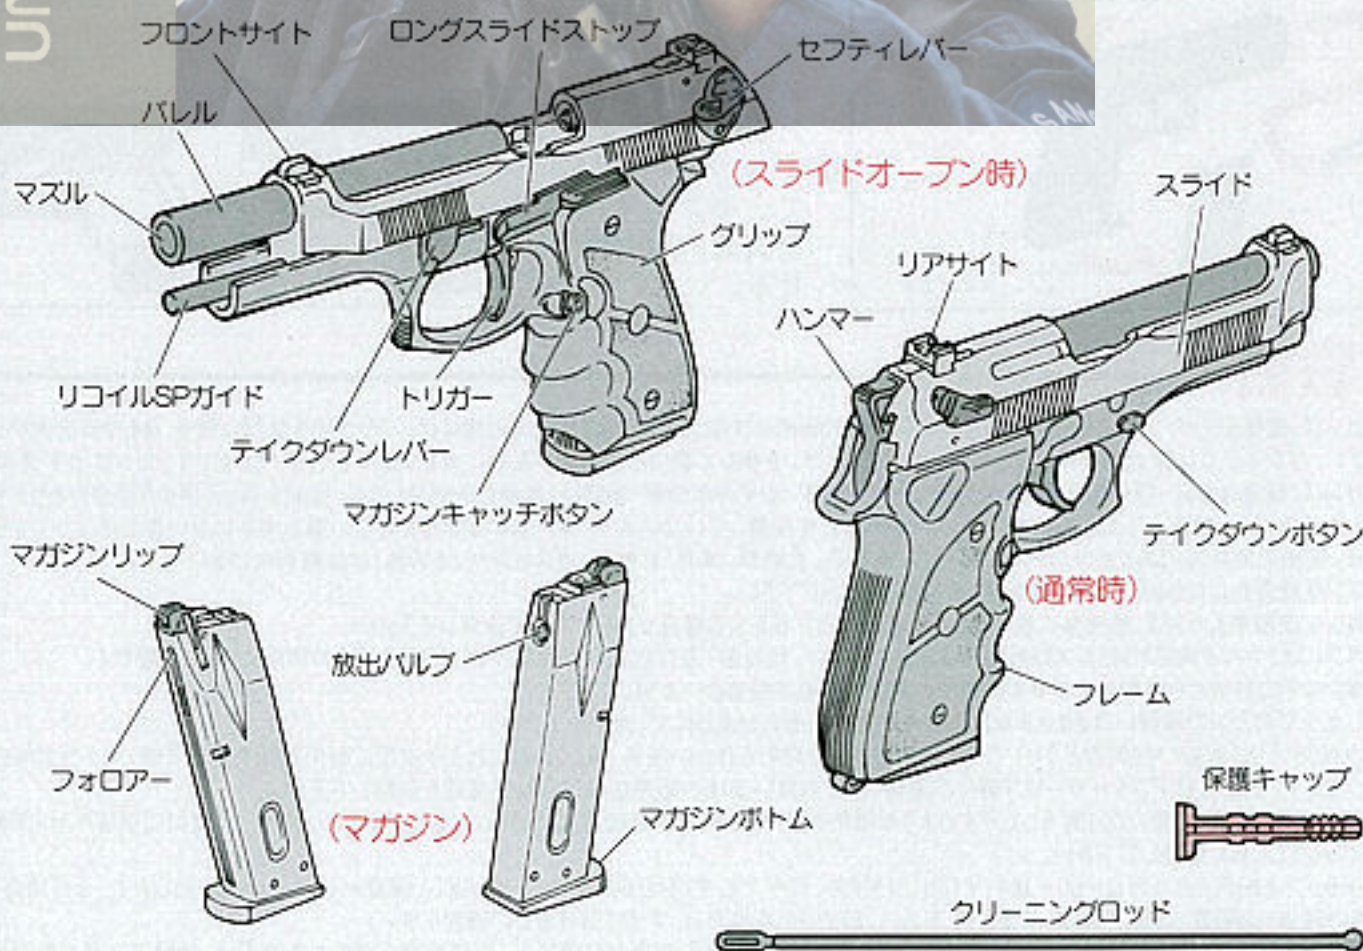 フロントサイト
ロングスライドストップ
セフティレバー
バレル
マズル
(スライドオープン時)
スライド
グリップ
リアサイト
ハンマー
リコイルSPガイド
トリガー
テイクダウンレバー
マガジンキャッチボタン
テイクダウンボタン
マガジンリップ
(通常時)
放出バルブ
フレーム
フォロアー
保護キャップ
(マガジン)
マガジンボトム
クリーニングロッド